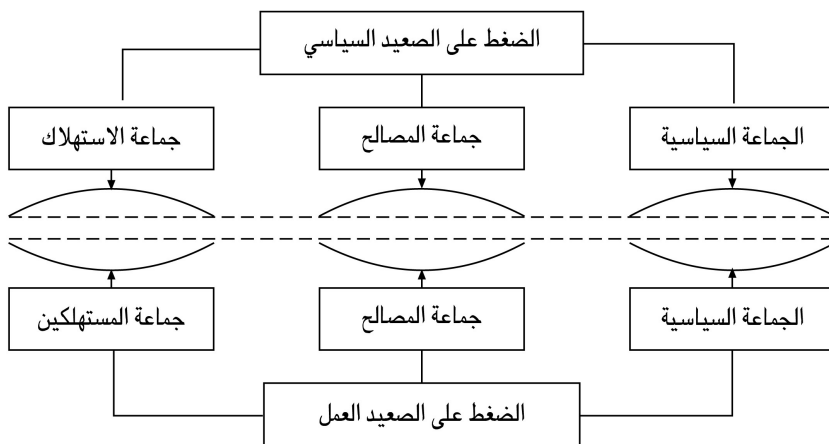 الضغط على الصعيد السياسي
الجماعة السياسية
جماعة المصالح
جماعة الاستهلاك
الجماعة السياسية
جماعة المصالح
جماعة المستهلكين
الضغط على الصعيد العمل